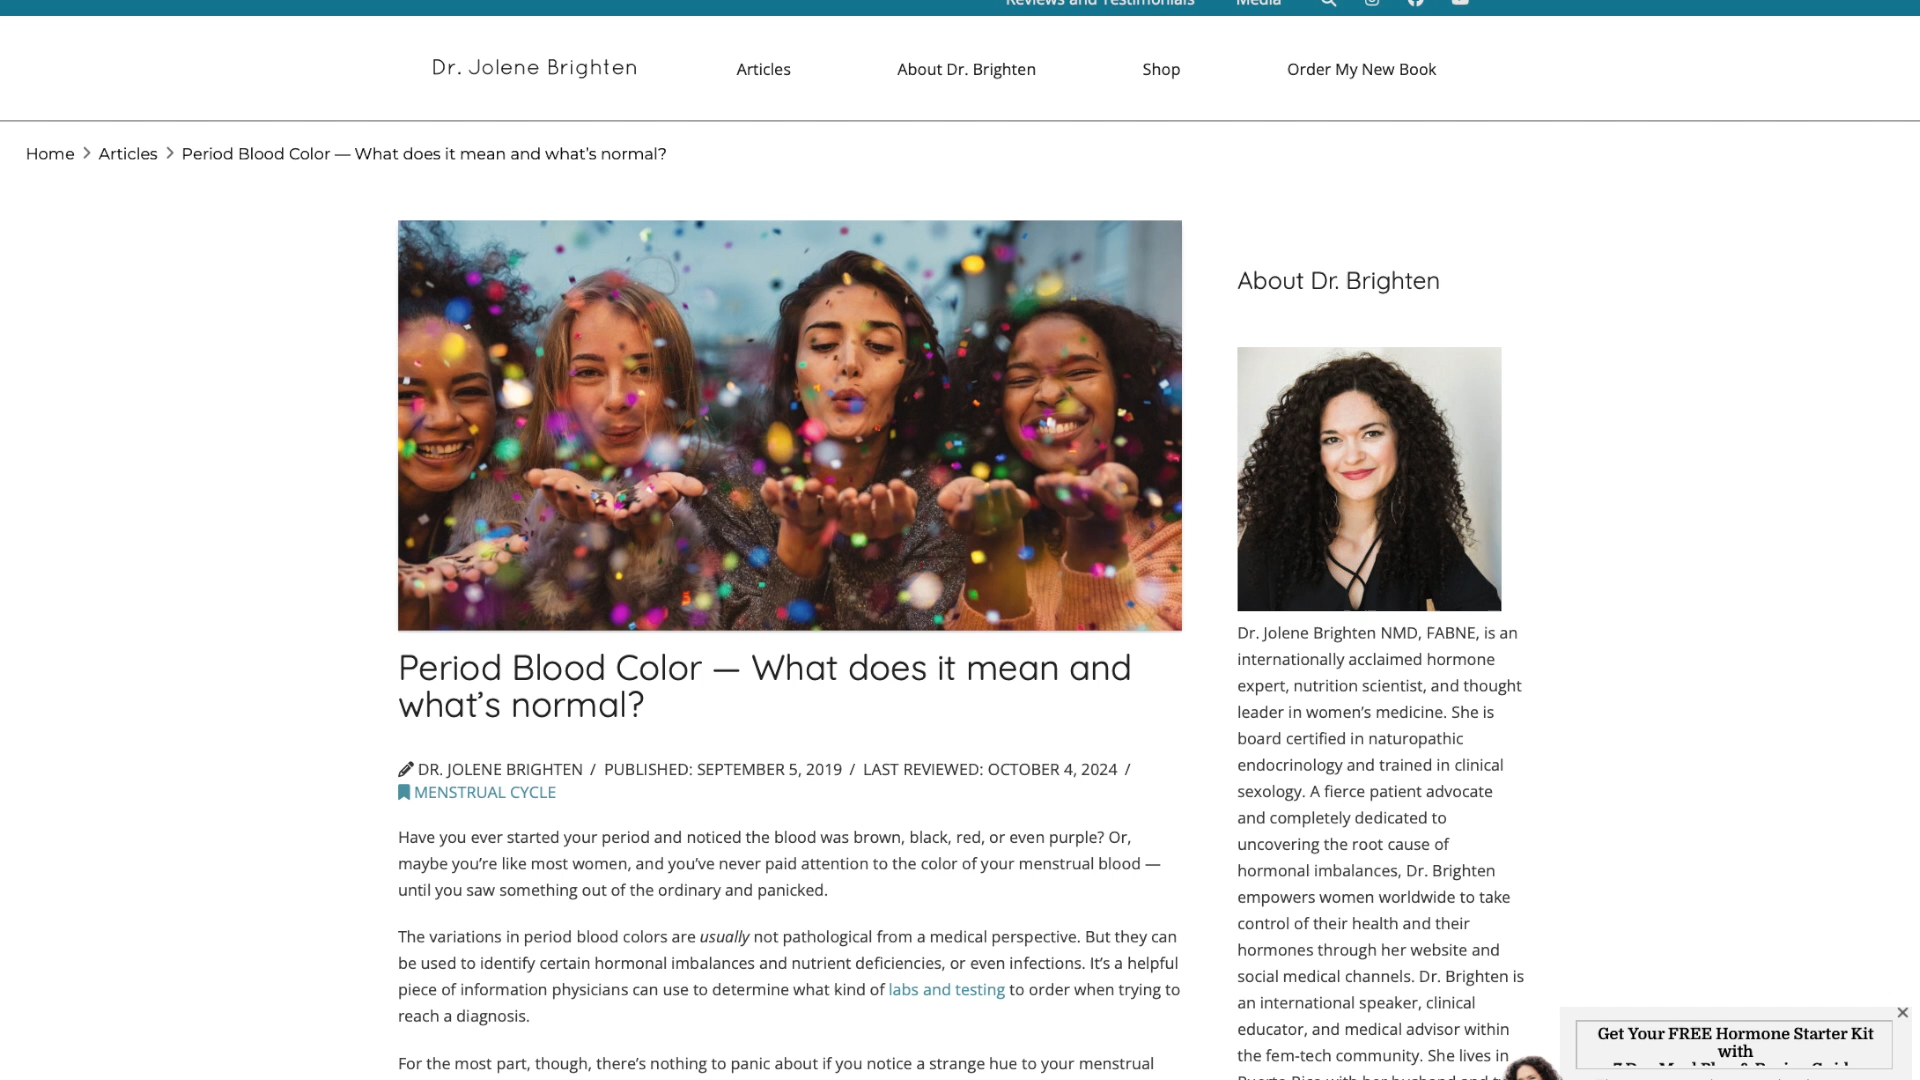 Reviews and Testimonials Media
Dr. Jolene Brighten
Articles
About Dr. Brighten
Shop
Order My New Book
Home > Articles > Period Blood Color — What does it mean and what's normal?
Period Blood Color — What does it mean and
what's normal?
DR. JOLENE BRIGHTEN / PUBLISHED: SEPTEMBER 5, 2019 / LAST REVIEWED: OCTOBER 4, 2024 /
MENSTRUAL CYCLE
Have you ever started your period and noticed the blood was brown, black, red, or even purple? Or,
maybe you're like most women, and you've never paid attention to the color of your menstrual blood —
until you saw something out of the ordinary and panicked.
The variations in period blood colors are usually not pathological from a medical perspective. But they can
be used to identify certain hormonal imbalances and nutrient deficiencies, or even infections. It's a helpful
piece of information physicians can use to determine what kind of labs and testing to order when trying to
reach a diagnosis.
For the most part, though, there's nothing to panic about if you notice a strange hue to your menstrual
About Dr. Brighten
Dr. Jolene Brighten NMD, FABNE, is an
internationally acclaimed hormone
expert, nutrition scientist, and thought
leader in women's medicine. She is
board certified in naturopathic
endocrinology and trained in clinical
sexology. A fierce patient advocate
and completely dedicated to
uncovering the root cause of
hormonal imbalances, Dr. Brighten
empowers women worldwide to take
control of their health and their
hormones through her website and
social medical channels. Dr. Brighten is
an international speaker, clinical
educator, and medical advisor within
the fem-tech community. She lives in
Puerto Rico with her husband and
Get Your FREE Hormone Starter Kit
with